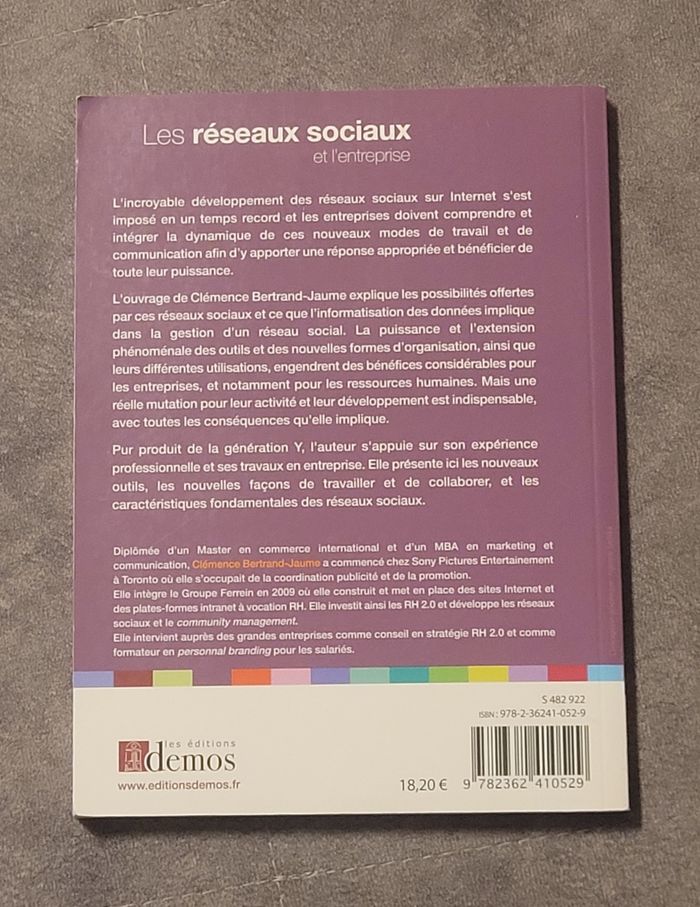 Les réseaux sociaux
et l'entreprise
L'incroyable développement des réseaux sociaux sur Internet s'est
imposé en un temps record et les entreprises doivent comprendre et
intégrer la dynamique de ces nouveaux modes de travail et de
communication afin d'y apporter une réponse appropriée et bénéficier de
toute leur puissance.
L'ouvrage de Clémence Bertrand-Jaume explique les possibilités offertes
par ces réseaux sociaux et ce que l'informatisation des données implique
dans la gestion d'un réseau social. La puissance et l'extension
phénoménale des outils et des nouvelles formes d'organisation, ainsi que
leurs différentes utilisations, engendrent des bénéfices considérables pour
les entreprises, et notamment pour les ressources humaines. Mais une
réelle mutation pour leur activité et leur développement est indispensable,
avec toutes les conséquences qu'elle implique.
Pur produit de la génération Y, l'auteur s'appuie sur son expérience
professionnelle et ses travaux en entreprise. Elle présente ici les nouveaux
outils, les nouvelles façons de travailler et de collaborer, et les
caractéristiques fondamentales des réseaux sociaux.
Diplômée d'un Master en commerce international et d'un MBA en marketing et
communication, Clémence Bertrand-Jaume a commencé chez Sony Pictures Entertainement
à Toronto où elle s'occupait de la coordination publicité et de la promotion.
Elle intègre le Groupe Ferrein en 2009 où elle construit et met en place des sites Internet et
des plates-formes intranet à vocation RH. Elle investit ainsi les RH 2.0 et développe les réseaux
sociaux et le community management.
Elle intervient auprès des grandes entreprises comme conseil en stratégie RH 2.0 et comme
formateur en personnal branding pour les salariés.
S 482 922
ISBN : 978-2-36241-052-9
les éditions
demos
www.editionsdemos.fr
18,20 €
9 782362 410529